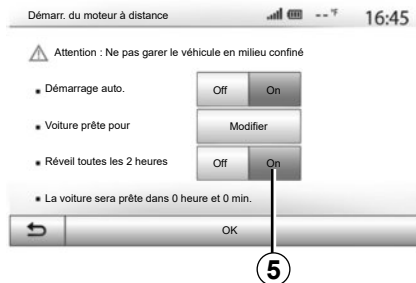 Démarr. du moteur à distance
--°F
16:45
Attention : Ne pas garer le véhicule en milieu confiné
Démarrage auto.
Off On
Voiture prête pour
Modifier
Réveil toutes les 2 heures
Off On
La voiture sera prête dans 0 heure et 0 min.
OK
5